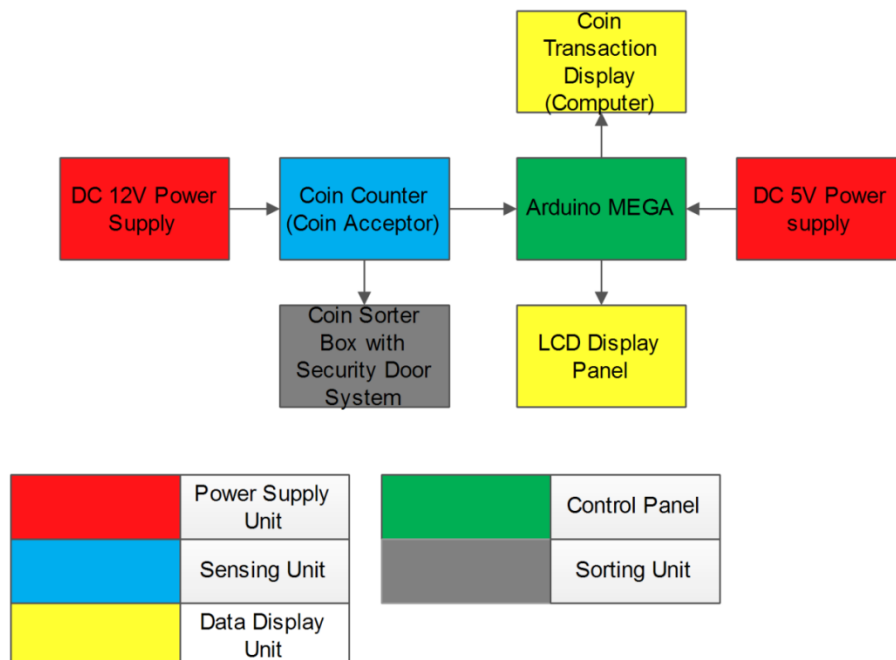 Coin
Transaction
Display
(Computer)
DC 12V Power
Supply
Coin Counter
(Coin Acceptor)
Arduino MEGA
DC 5V Power
supply
Coin Sorter
Box with
Security Door
System
LCD Display
Panel
Power Supply
Unit
Control Panel
Sensing Unit
Sorting Unit
Data Display
Unit